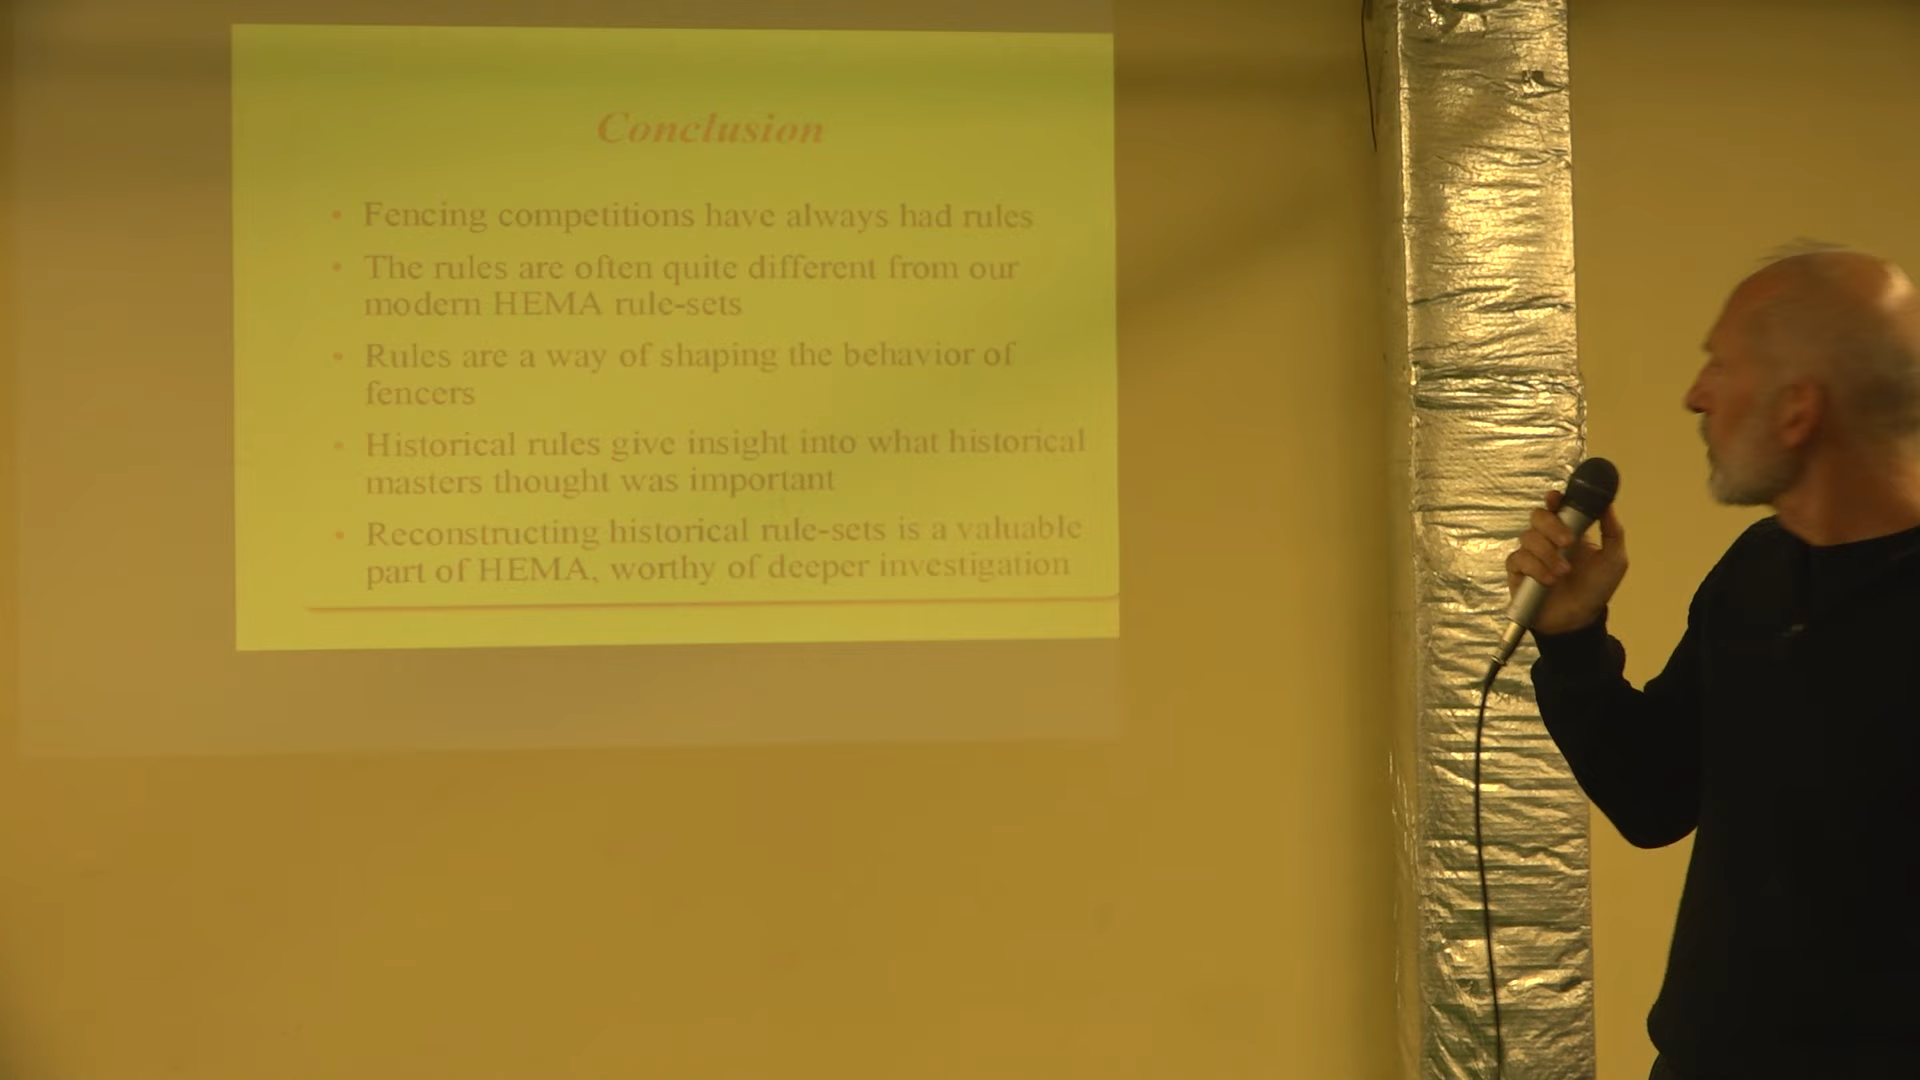 Conclusion
• Fencing competitions have always had rules
• The rules are often quite different from our
modern HEMA rule-sets
• Rules are a way of shaping the behavior of
fencers
• Historical rules give insight into what historical
masters thought was important
• Reconstructing historical rule-sets is a valuable
part of HEMA, worthy of deeper investigation